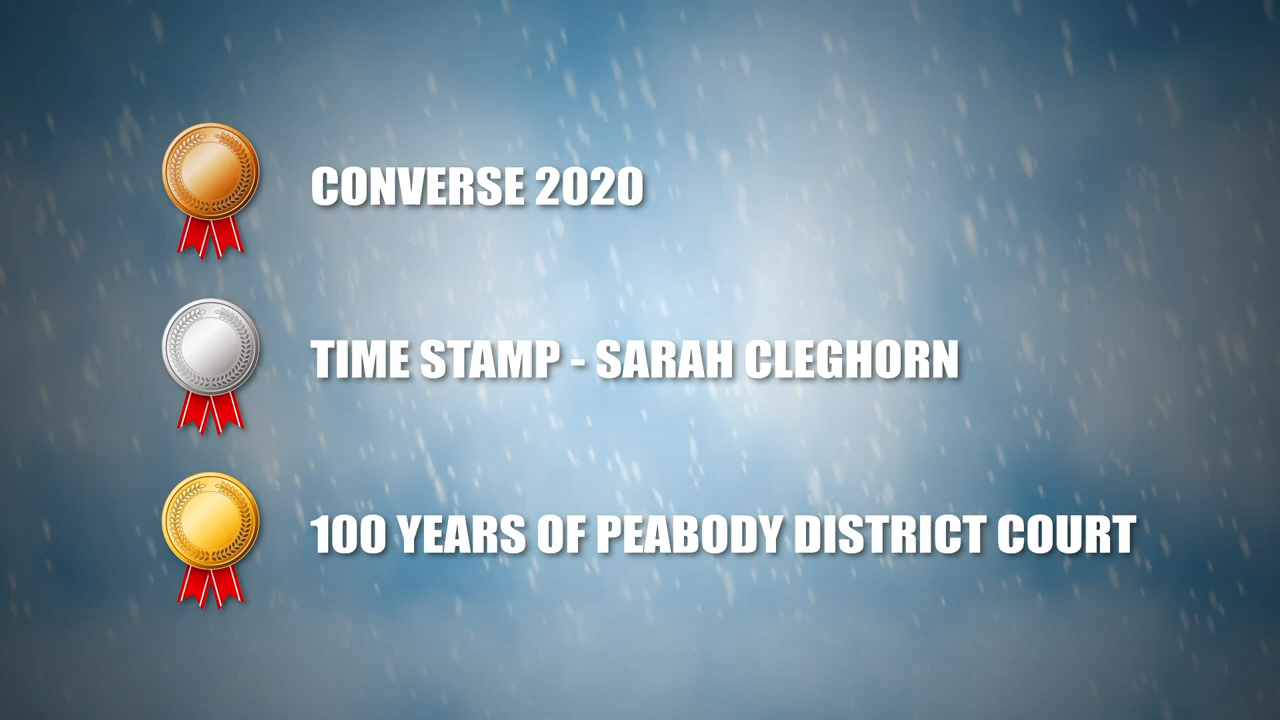 CONVERSE 2020
TIME STAMP - SARAH CLEGHORN
100 YEARS OF PEABODY DISTRICT COURT